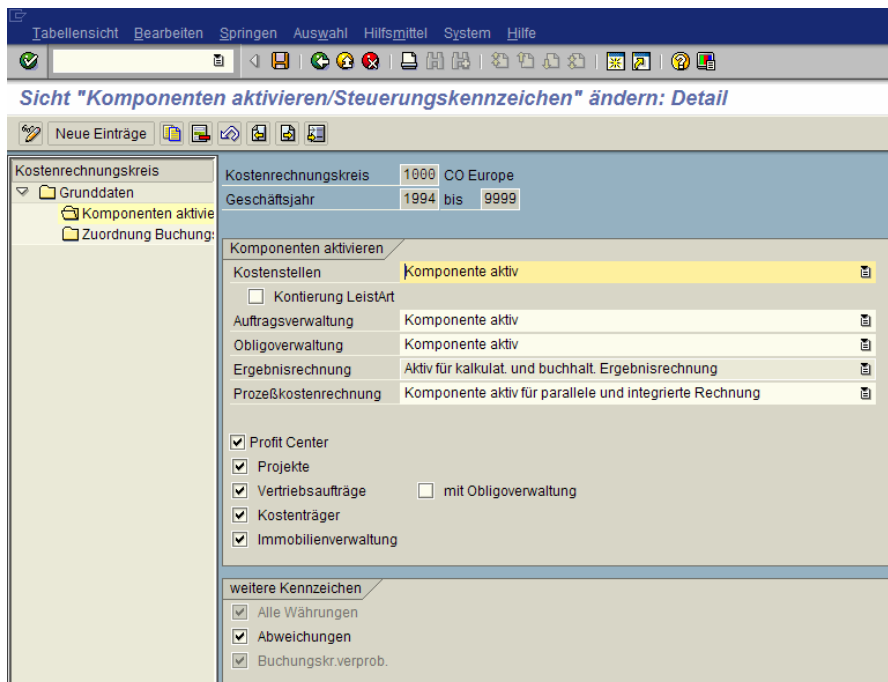 Tabellensicht Bearbeiten Springen Auswahl Hilfsmittel System Hilfe
Sicht "Komponenten aktivieren/Steuerungskennzeichen" ändern: Detail
Neue Einträge
Kostenrechnungskreis
Grunddaten
Komponenten aktivie
Zuordnung Buchung:
Kostenrechnungskreis 1000 CO Europe
Geschäftsjahr 1994 bis 9999
Komponenten aktivieren
Kostenstellen Komponente aktiv
Kontierung LeistArt
Auftragsverwaltung Komponente aktiv
Obligoverwaltung Komponente aktiv
Ergebnisrechnung Aktiv für kalkulat. und buchhalt. Ergebnisrechnung
Prozeßkostenrechnung Komponente aktiv für parallele und integrierte Rechnung
Profit Center
Projekte
Vertriebsaufträge mit Obligoverwaltung
Kostenträger
Immobilienverwaltung
weitere Kennzeichen
Alle Währungen
Abweichungen
Buchungskr.verprob.